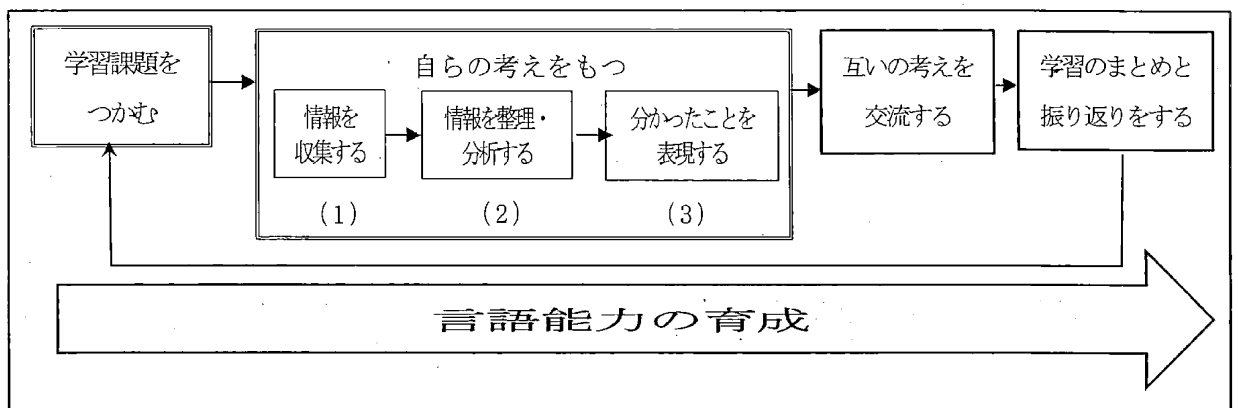 学習課題を
つかむ
自らの考えをもつ
情報を
収集する
(1)
情報を整理・
分析する
(2)
分かったことを
表現する
(3)
互いの考えを
交流する
学習のまとめと
振り返りをする
言語能力の育成